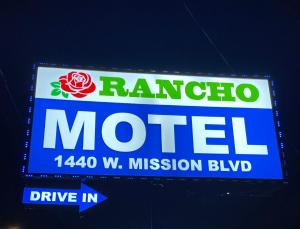 RANCHO
MOTEL
1440 W. MISSION BLVD
DRIVE IN